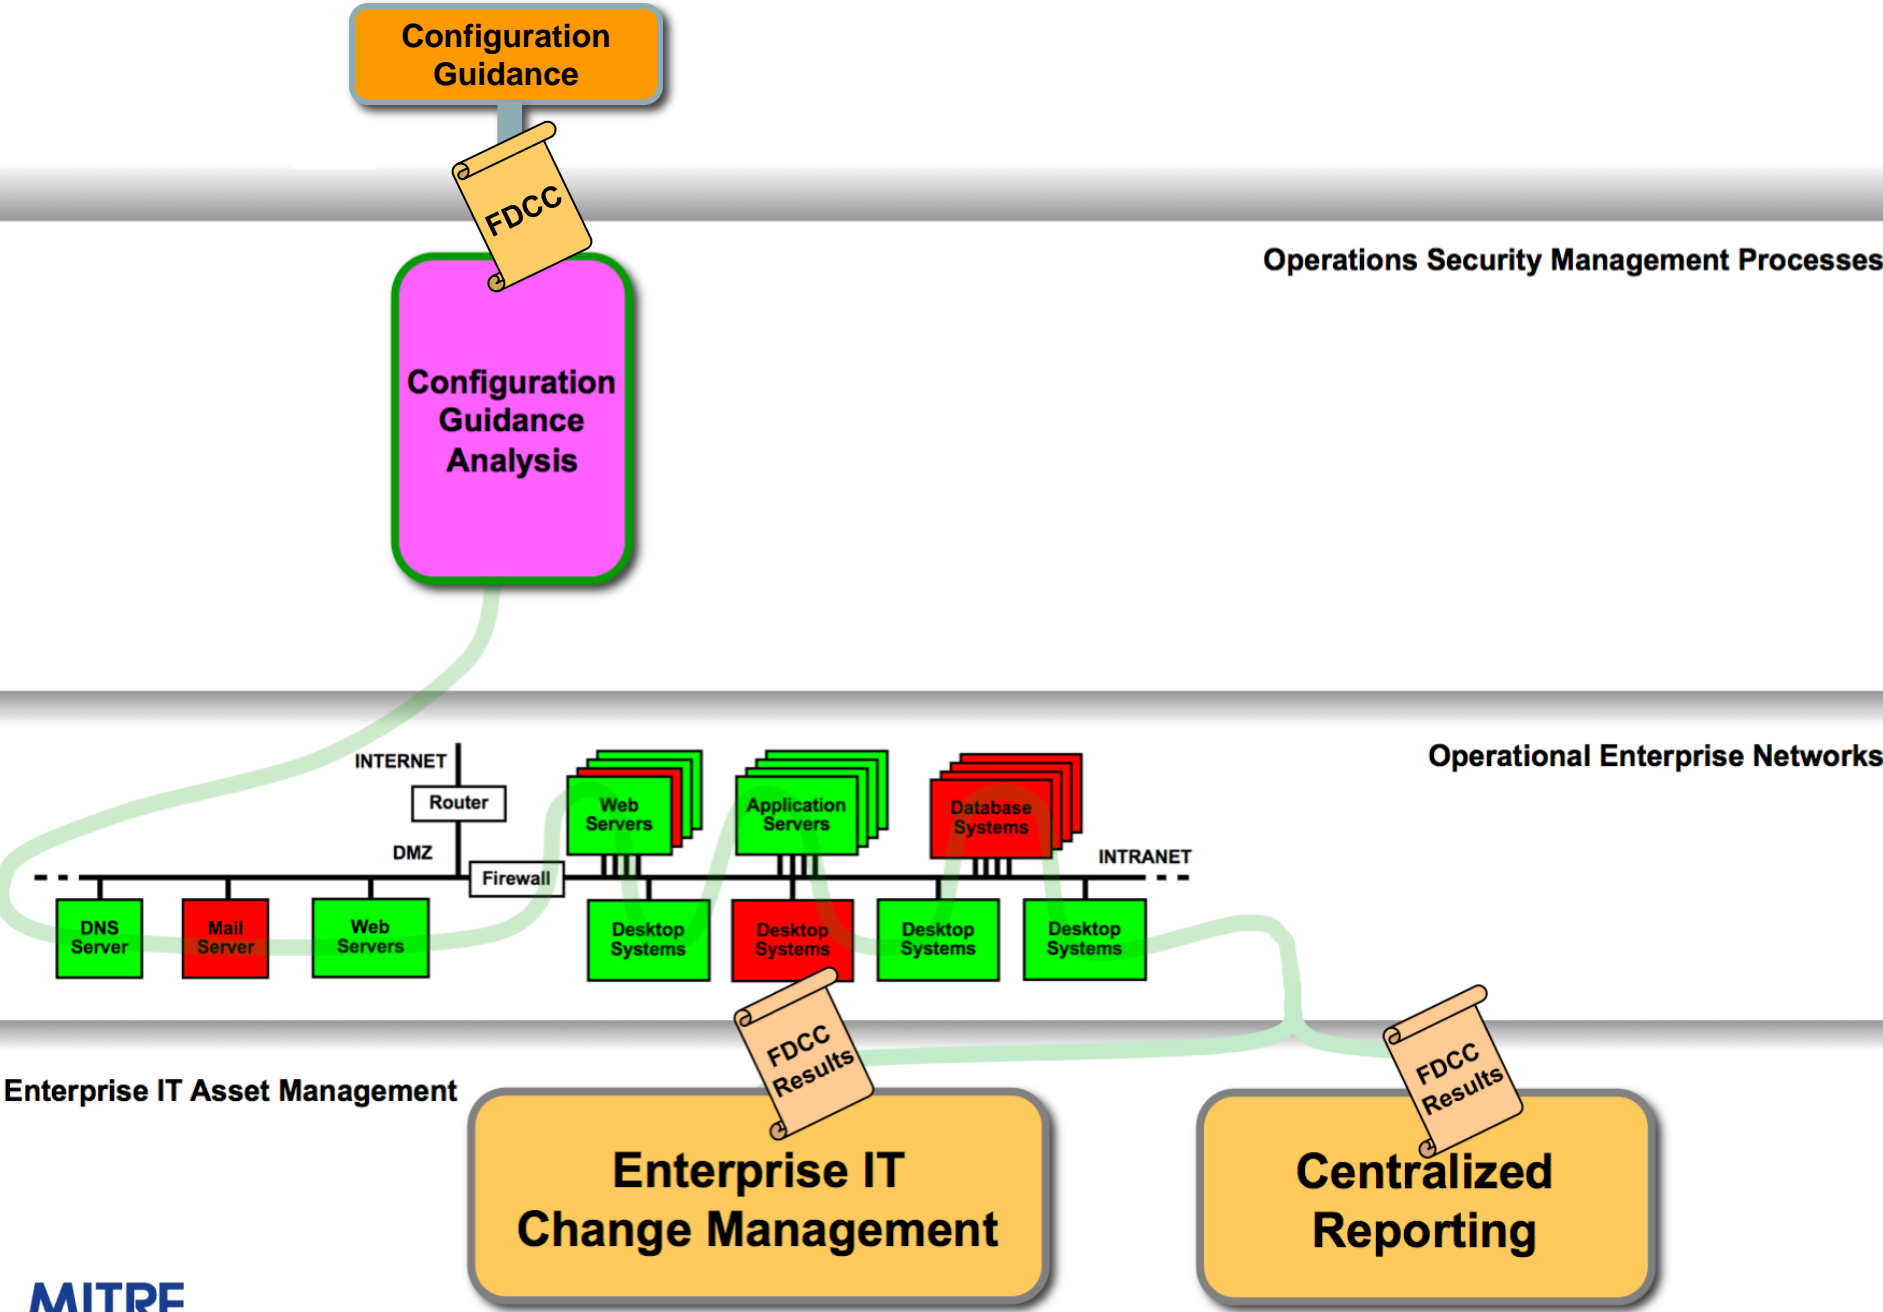 Configuration
Guidance
FDCC
Operations Security Management Processes
Configuration
Guidance
Analysis
Operational Enterprise Networks
INTERNET
Router
DMZ
Firewall
Web
Servers
Application
Servers
Database
Systems
INTRANET
DNS
Server
Mail
Server
Web
Servers
Desktop
Systems
Desktop
Systems
Desktop
Systems
Desktop
Systems
FDCC
Results
FDCC
Results
Enterprise IT Asset Management
Enterprise IT
Change Management
Centralized
Reporting
MITRE